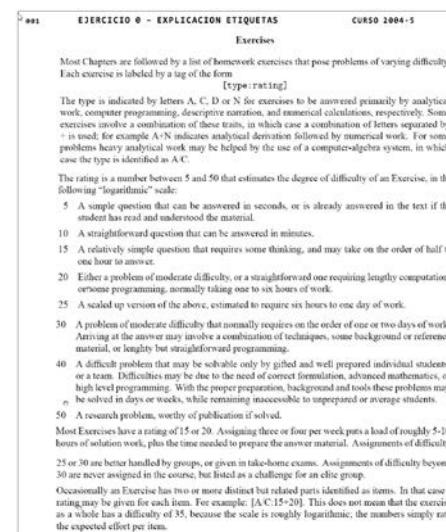 001 EJERCICIO 0 - EXPLICACION ETIQUETAS CURSO 2004-5
Exercises
Most Chapters are followed by a list of homework exercises that pose problems of varying difficulty.
Each exercise is labeled by a tag of the form
[type:rating]
The type is indicated by letters A, C, D or N for exercises to be answered primarily by analytical
work, computer programming, descriptive narration, and numerical calculations, respectively. Some
exercises involve a combination of these traits, in which case a combination of letters separated by
+ is used; for example A+N indicates analytical derivation followed by numerical work. For some
problems heavy analytical work may be helped by the use of a computer-algebra system, in which
case the type is identified as A/C.
The rating is a number between 5 and 50 that estimates the degree of difficulty of an Exercise, in the
following "logarithmic" scale:
5 A simple question that can be answered in seconds, or is already answered in the text if the
student has read and understood the material.
10 A straightforward question that can be answered in minutes.
15 A relatively simple question that requires some thinking, and may take on the order of half to
one hour to answer.
20 Either a problem of moderate difficulty, or a straightforward one requiring lengthy computations
or some programming, normally taking one to six hours of work.
25 A scaled up version of the above, estimated to require six hours to one day of work.
30 A problem of moderate difficulty that normally requires on the order of one or two days of work.
Arriving at the answer may involve a combination of techniques, some background or reference
material, or lenghty but straightforward programming.
40 A difficult problem that may be solvable only by gifted and well prepared individual students,
or a team. Difficulties may be due to the need of correct formulation, advanced mathematics, or
high level programming. With the proper preparation, background and tools these problems may
be solved in days or weeks, while remaining inaccessible to unprepared or average students.
50 A research problem, worthy of publication if solved.
Most Exercises have a rating of 15 or 20. Assigning three or four per week puts a load of roughly 5-10
hours of solution work, plus the time needed to prepare the answer material. Assignments of difficulty
25 or 30 are better handled by groups, or given in take-home exams. Assignments of difficulty beyond
30 are never assigned in the course, but listed as a challenge for an elite group.
Occasionally an Exercise has two or more distinct but related parts identified as items. In that case a
rating may be given for each item. For example: [A/C:15+20]. This does not mean that the exercise
as a whole has a difficulty of 35, because the scale is roughly logarithmic; the numbers simply rate
the expected effort per item.